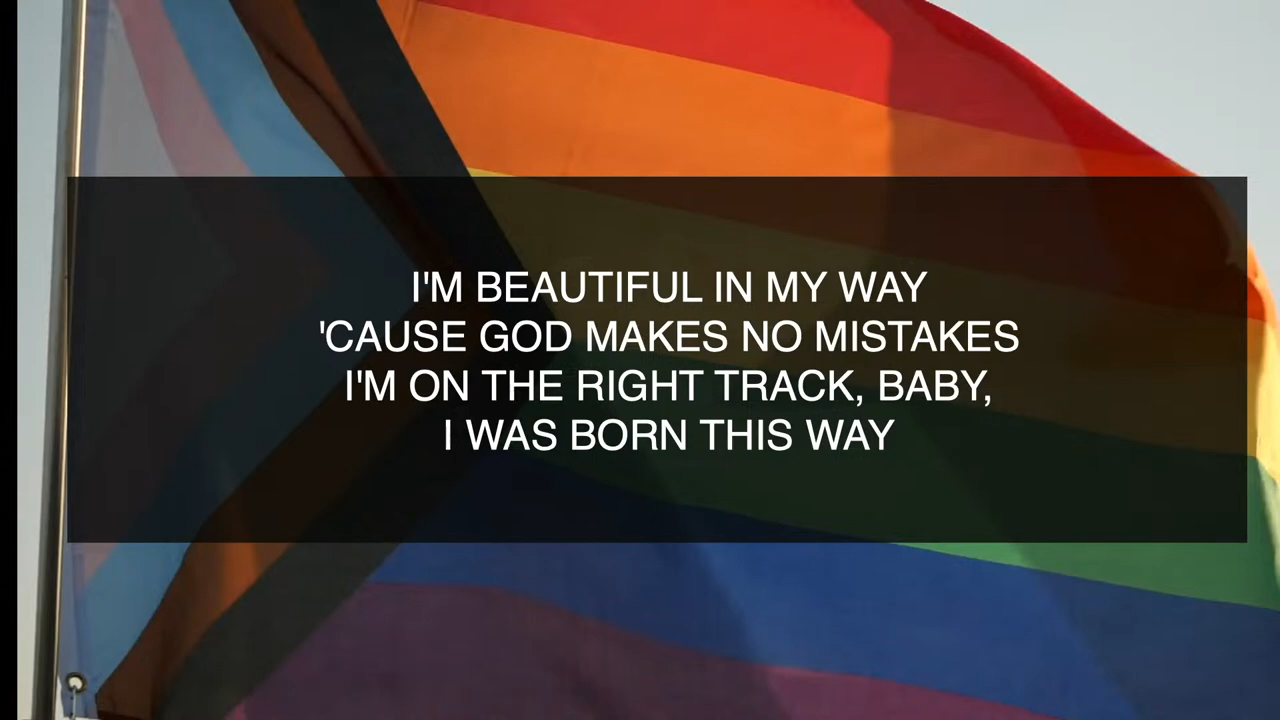 I'M BEAUTIFUL IN MY WAY
'CAUSE GOD MAKES NO MISTAKES
I'M ON THE RIGHT TRACK, BABY,
I WAS BORN THIS WAY